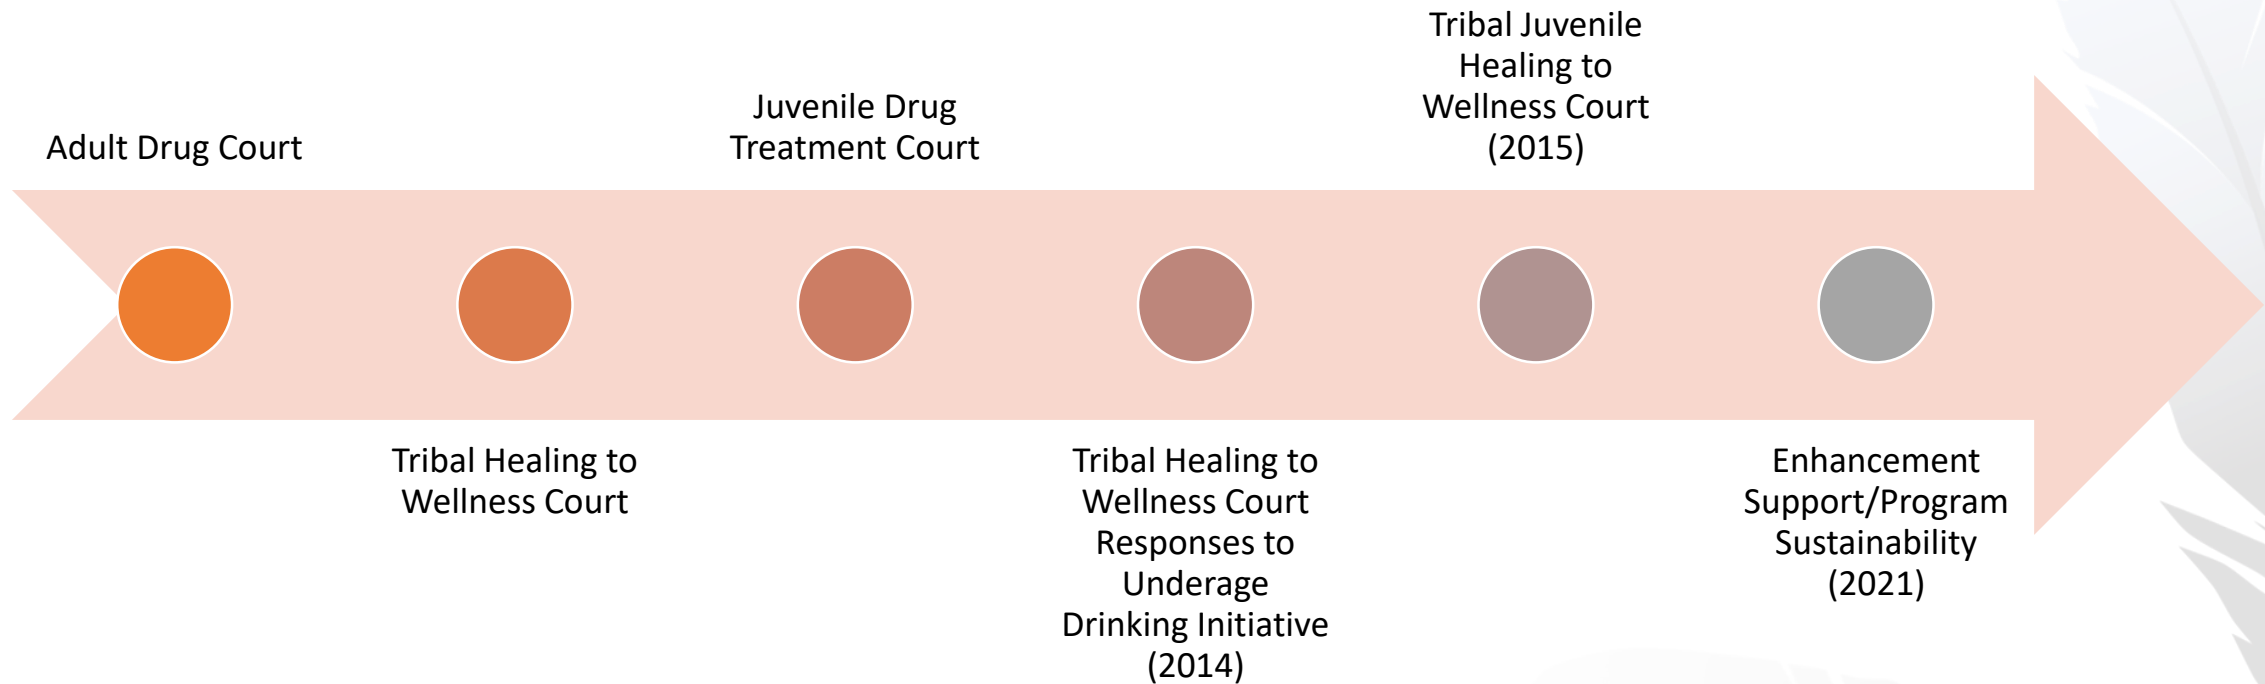 Adult Drug Court
Tribal Healing to
Wellness Court
Juvenile Drug
Treatment Court
Tribal Healing to
Wellness Court
Responses to
Underage
Drinking Initiative
(2014)
Tribal Juvenile
Healing to
Wellness Court
(2015)
Enhancement
Support/Program
Sustainability
(2021)